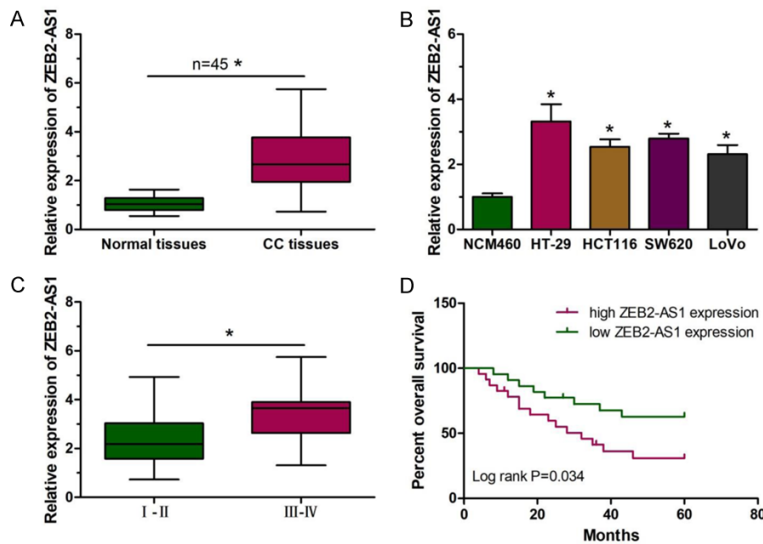 A
Relative expression of ZEB2-AS1
8
6
4
2
0
n=45 *
Normal tissues
CC tissues
B
Relative expression of ZEB2-AS1
6
4
2
0
*
*
*
*
NCM460
HT-29
HCT116
SW620
LoVo
C
Relative expression of ZEB2-AS1
8
6
4
2
0
*
I-II
III-IV
D
Percent overall survival
150
100
50
0
high ZEB2-AS1 expression
low ZEB2-AS1 expression
Log rank P=0.034
0
20
40
60
80
Months